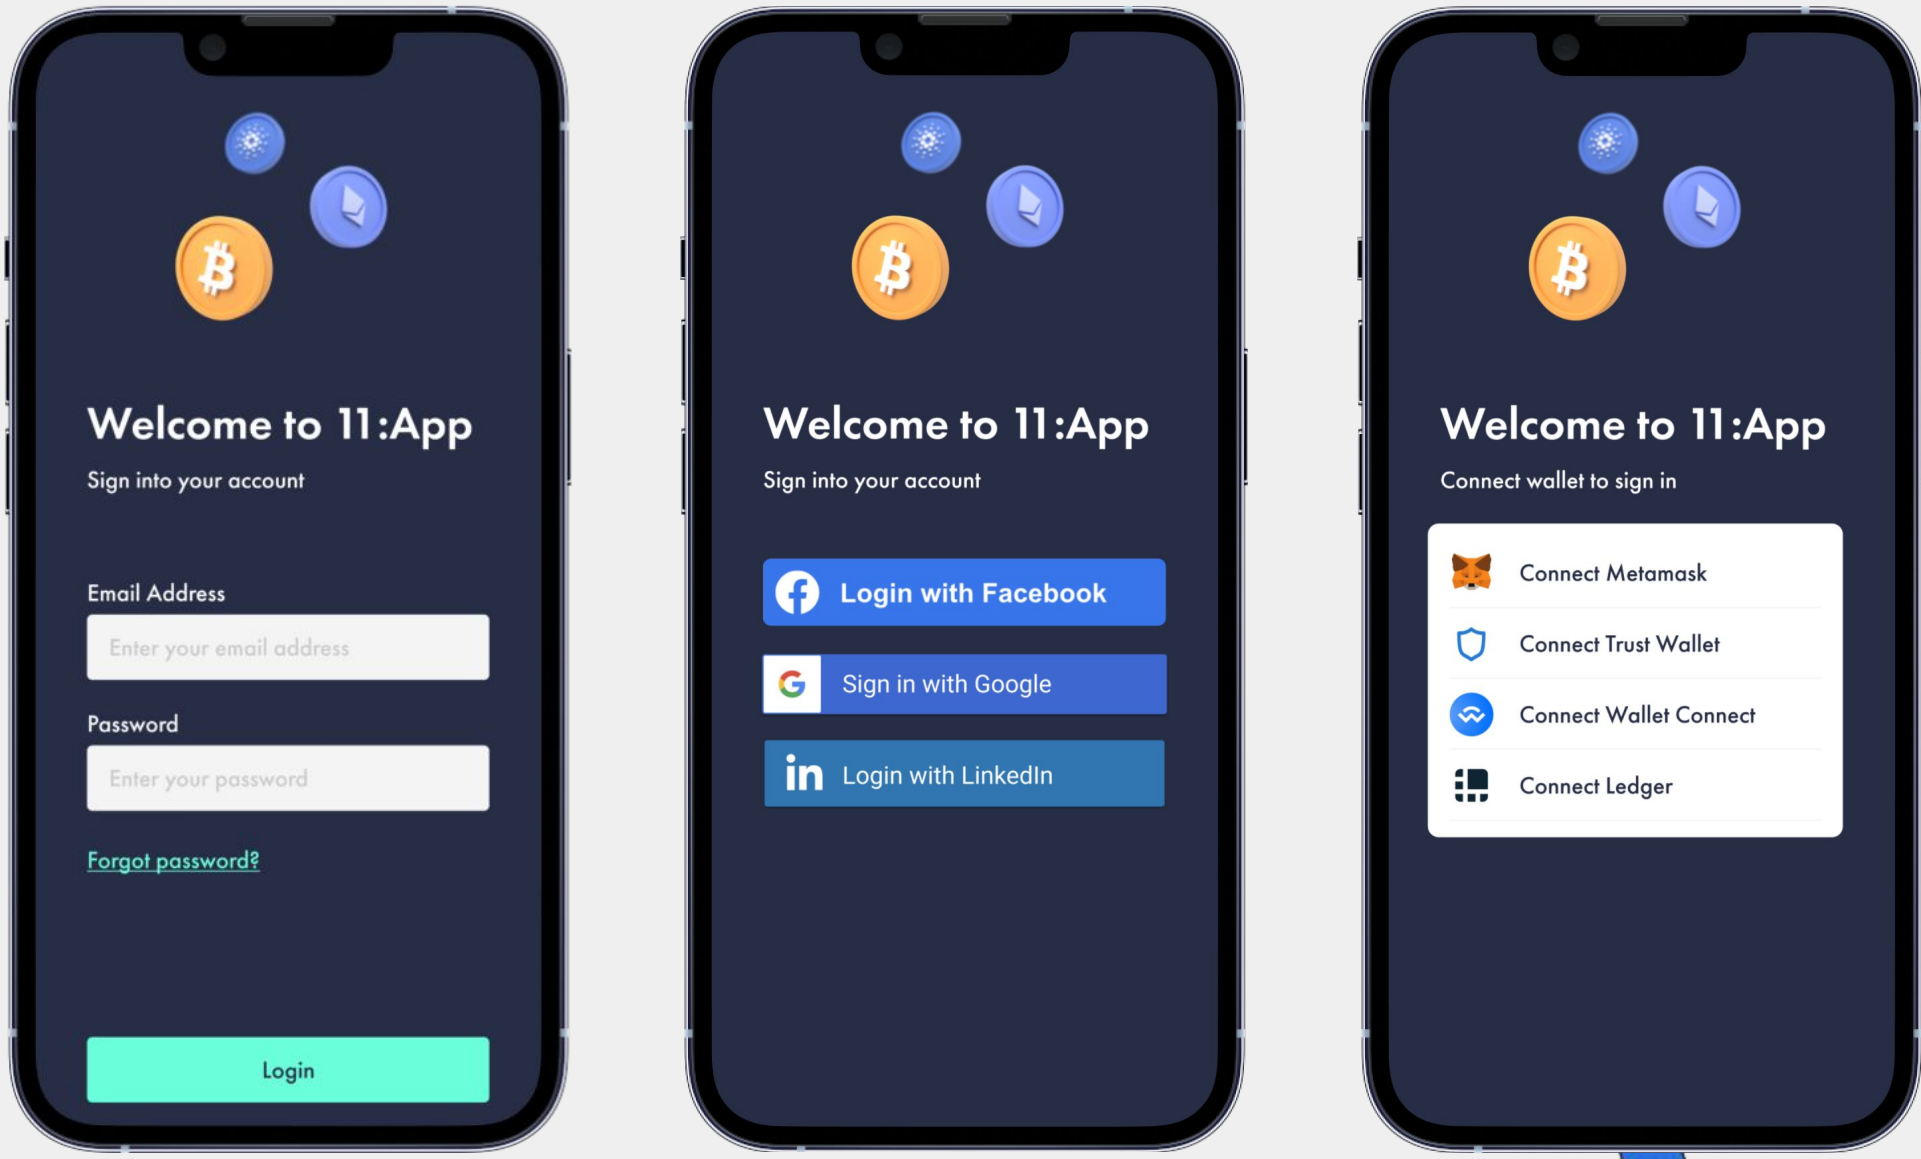 Welcome to 11:App
Sign into your account
Email Address
Enter your email address
Password
Enter your password
Forgot password?
Login
Welcome to 11:App
Sign into your account
Login with Facebook
G Sign in with Google
in Login with LinkedIn
Welcome to 11:App
Connect wallet to sign in
Connect Metamask
Connect Trust Wallet
Connect Wallet Connect
Connect Ledger